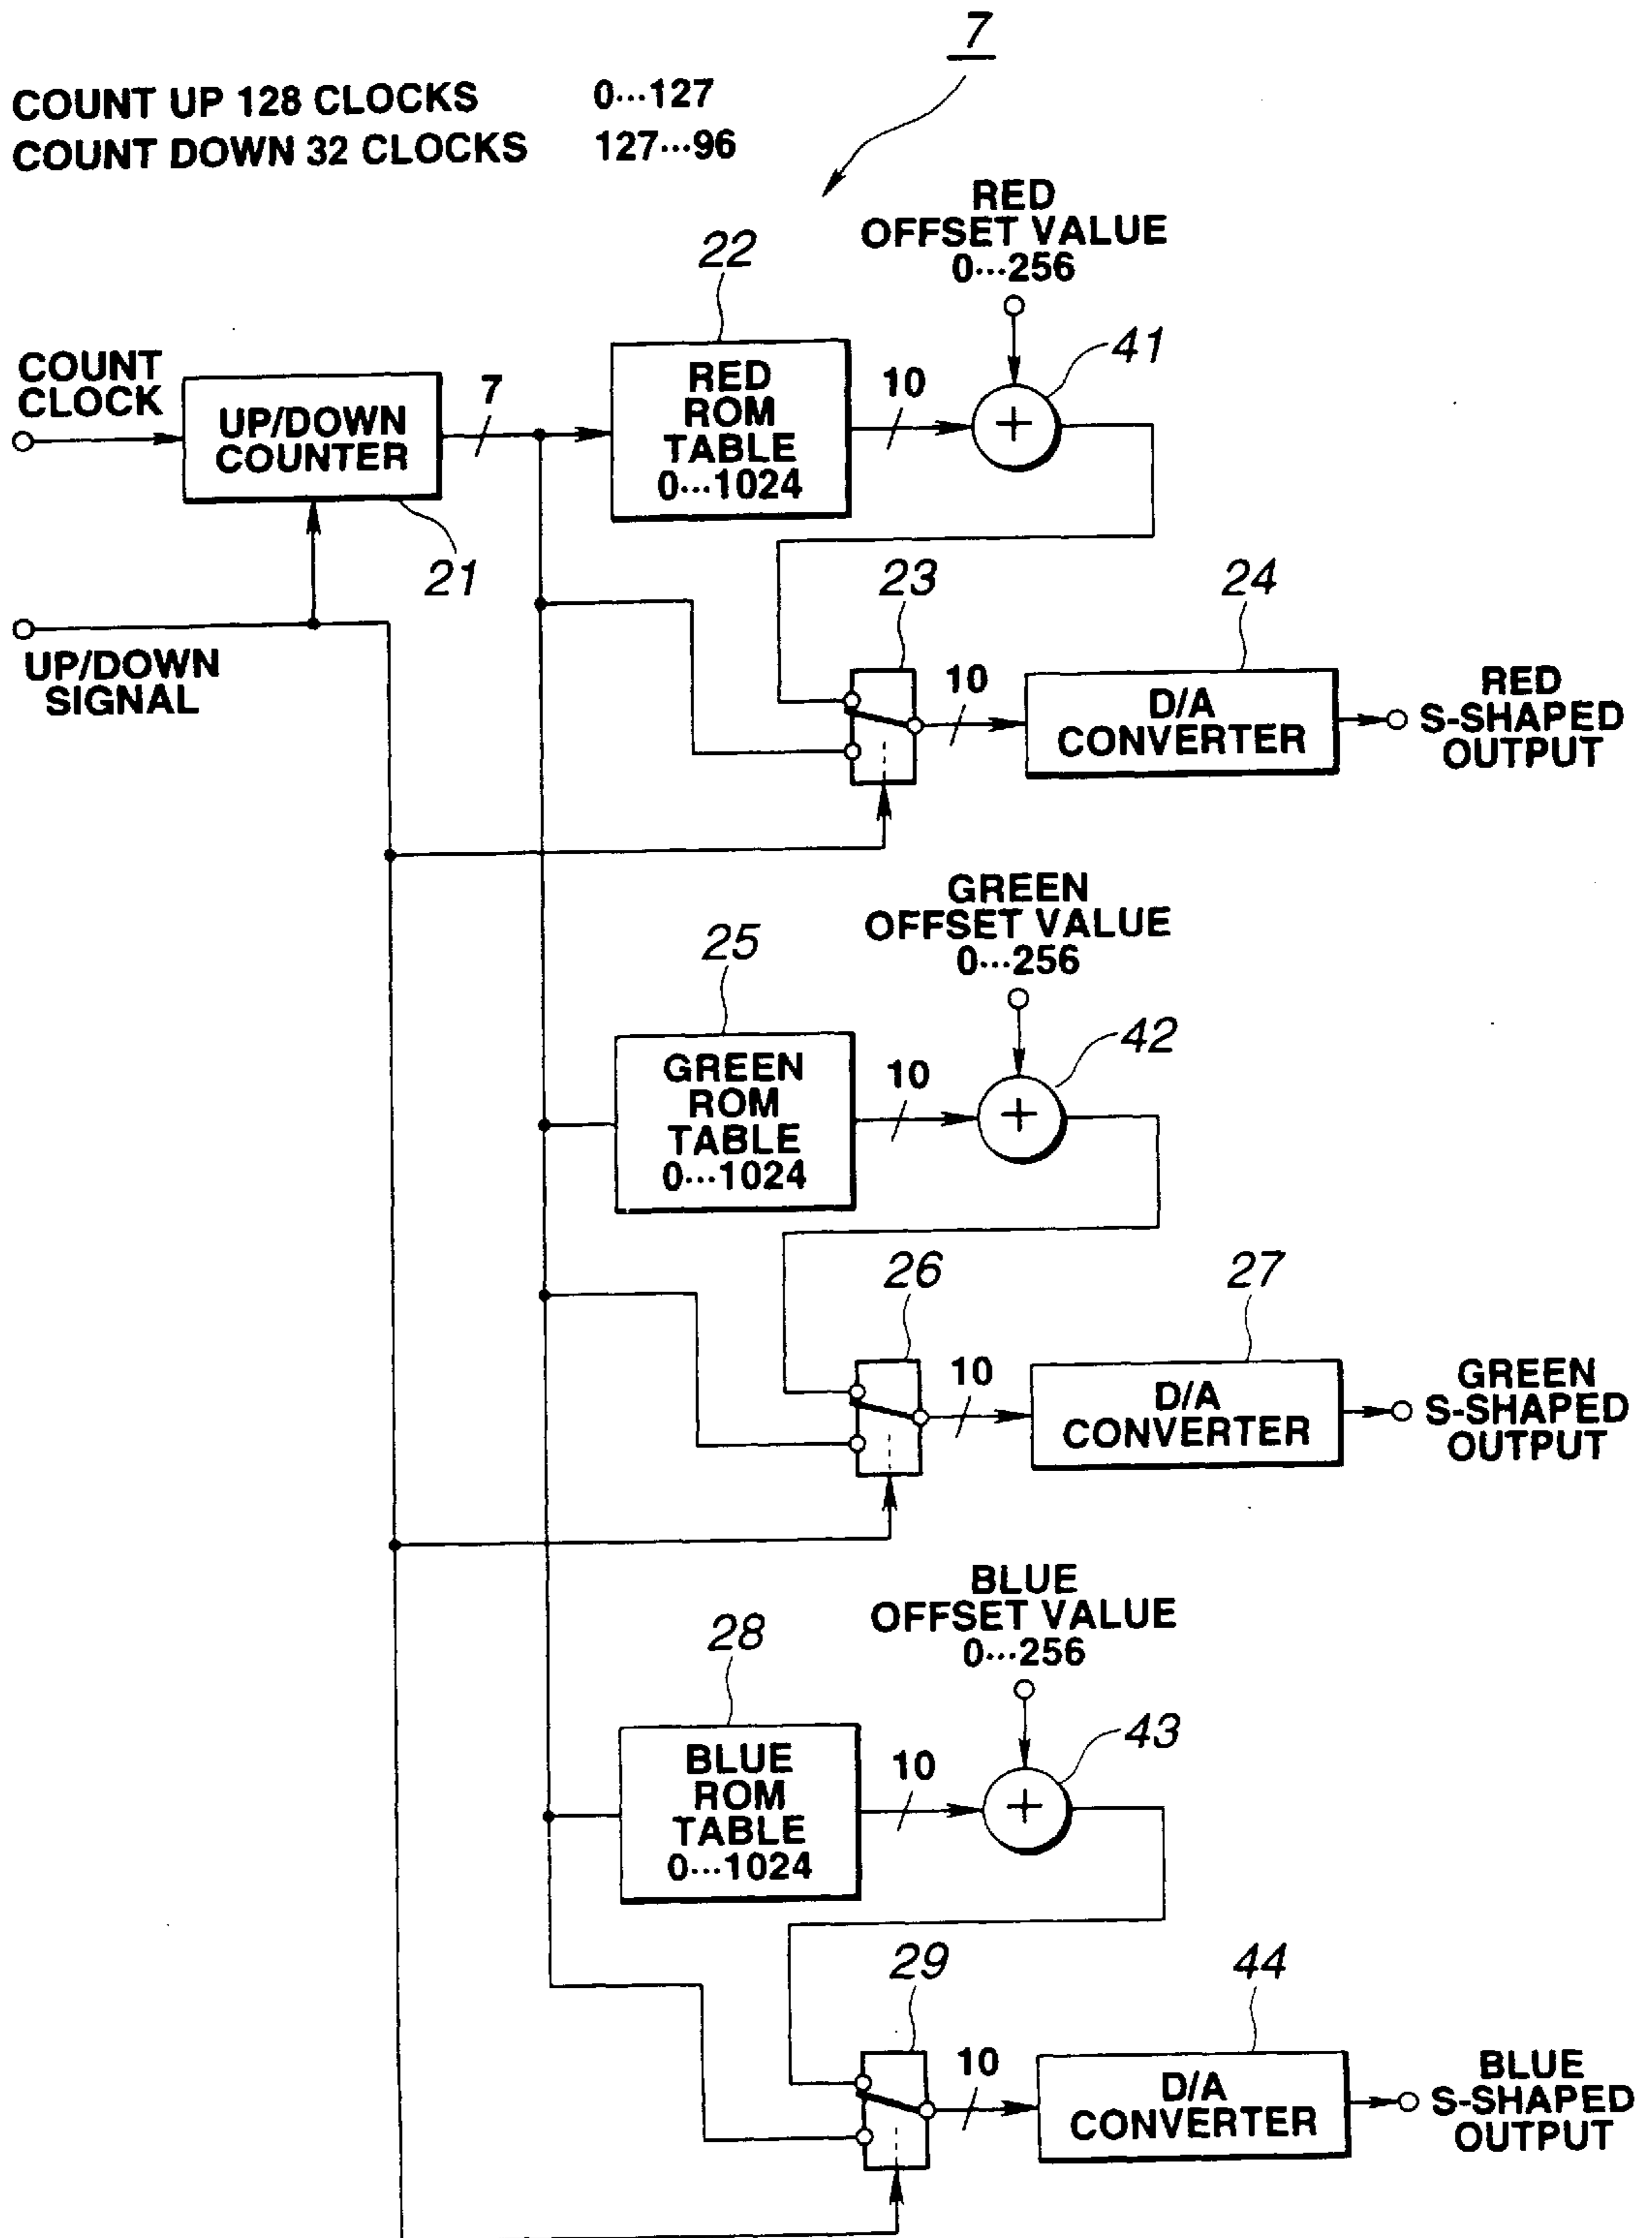 7
COUNT UP 128 CLOCKS 0···127
COUNT DOWN 32 CLOCKS 127···96
RED
OFFSET VALUE
0···256
22
41
COUNT
CLOCK
UP/DOWN
COUNTER
7
RED
ROM
TABLE
0···1024
10
+
21
23
24
UP/DOWN
SIGNAL
10
D/A
CONVERTER
RED
S-SHAPED
OUTPUT
GREEN
OFFSET VALUE
0···256
25
42
GREEN
ROM
TABLE
0···1024
10
+
26
27
10
D/A
CONVERTER
GREEN
S-SHAPED
OUTPUT
BLUE
OFFSET VALUE
0···256
28
43
BLUE
ROM
TABLE
0···1024
10
+
29
44
10
D/A
CONVERTER
BLUE
S-SHAPED
OUTPUT